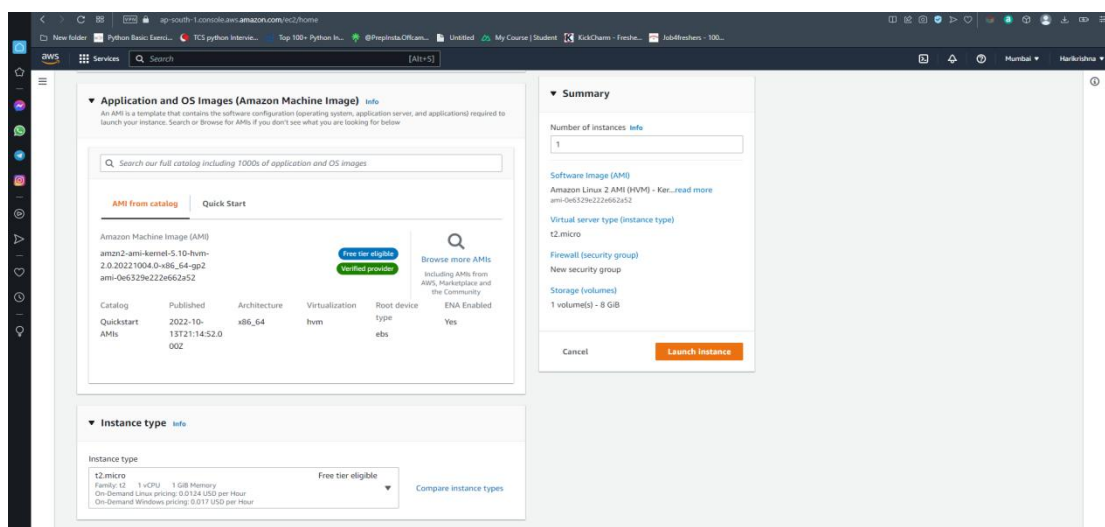 VPN ap-south-1.console.aws.amazon.com/ec2/home
New folder Python Basic: Exerci... TCS python Intervie... Top 100+ Python In... @PrepInsta.Offcam... Untitled My Course | Student KickCharm - Freshe... Job4freshers - 100...
aws Services Search [Alt+S] Mumbai Harikrishna
Application and OS Images (Amazon Machine Image) Info
An AMI is a template that contains the software configuration (operating system, application server, and applications) required to
launch your instance. Search or Browse for AMIs if you don't see what you are looking for below
Search our full catalog including 1000s of application and OS images
AMI from catalog Quick Start
Amazon Machine Image (AMI)
amzn2-ami-kernel-5.10-hvm-
2.0.20221004.0-x86_64-gp2
ami-0e6329e222e662a52
Free tier eligible
Verified provider
Browse more AMIs
Including AMIs from
AWS, Marketplace and
the Community
Catalog Published Architecture Virtualization Root device type ENA Enabled
Quickstart AMIs 2022-10-13T21:14:52.000Z x86_64 hvm ebs Yes
Instance type Info
Instance type
t2.micro Free tier eligible
Family: t2 1 vCPU 1 GiB Memory
On-Demand Linux pricing: 0.0124 USD per Hour
On-Demand Windows pricing: 0.017 USD per Hour
Compare instance types
Summary
Number of instances Info
1
Software Image (AMI)
Amazon Linux 2 AMI (HVM) - Ker...read more
ami-0e6329e222e662a52
Virtual server type (instance type)
t2.micro
Firewall (security group)
New security group
Storage (volumes)
1 volume(s) - 8 GiB
Cancel Launch instance